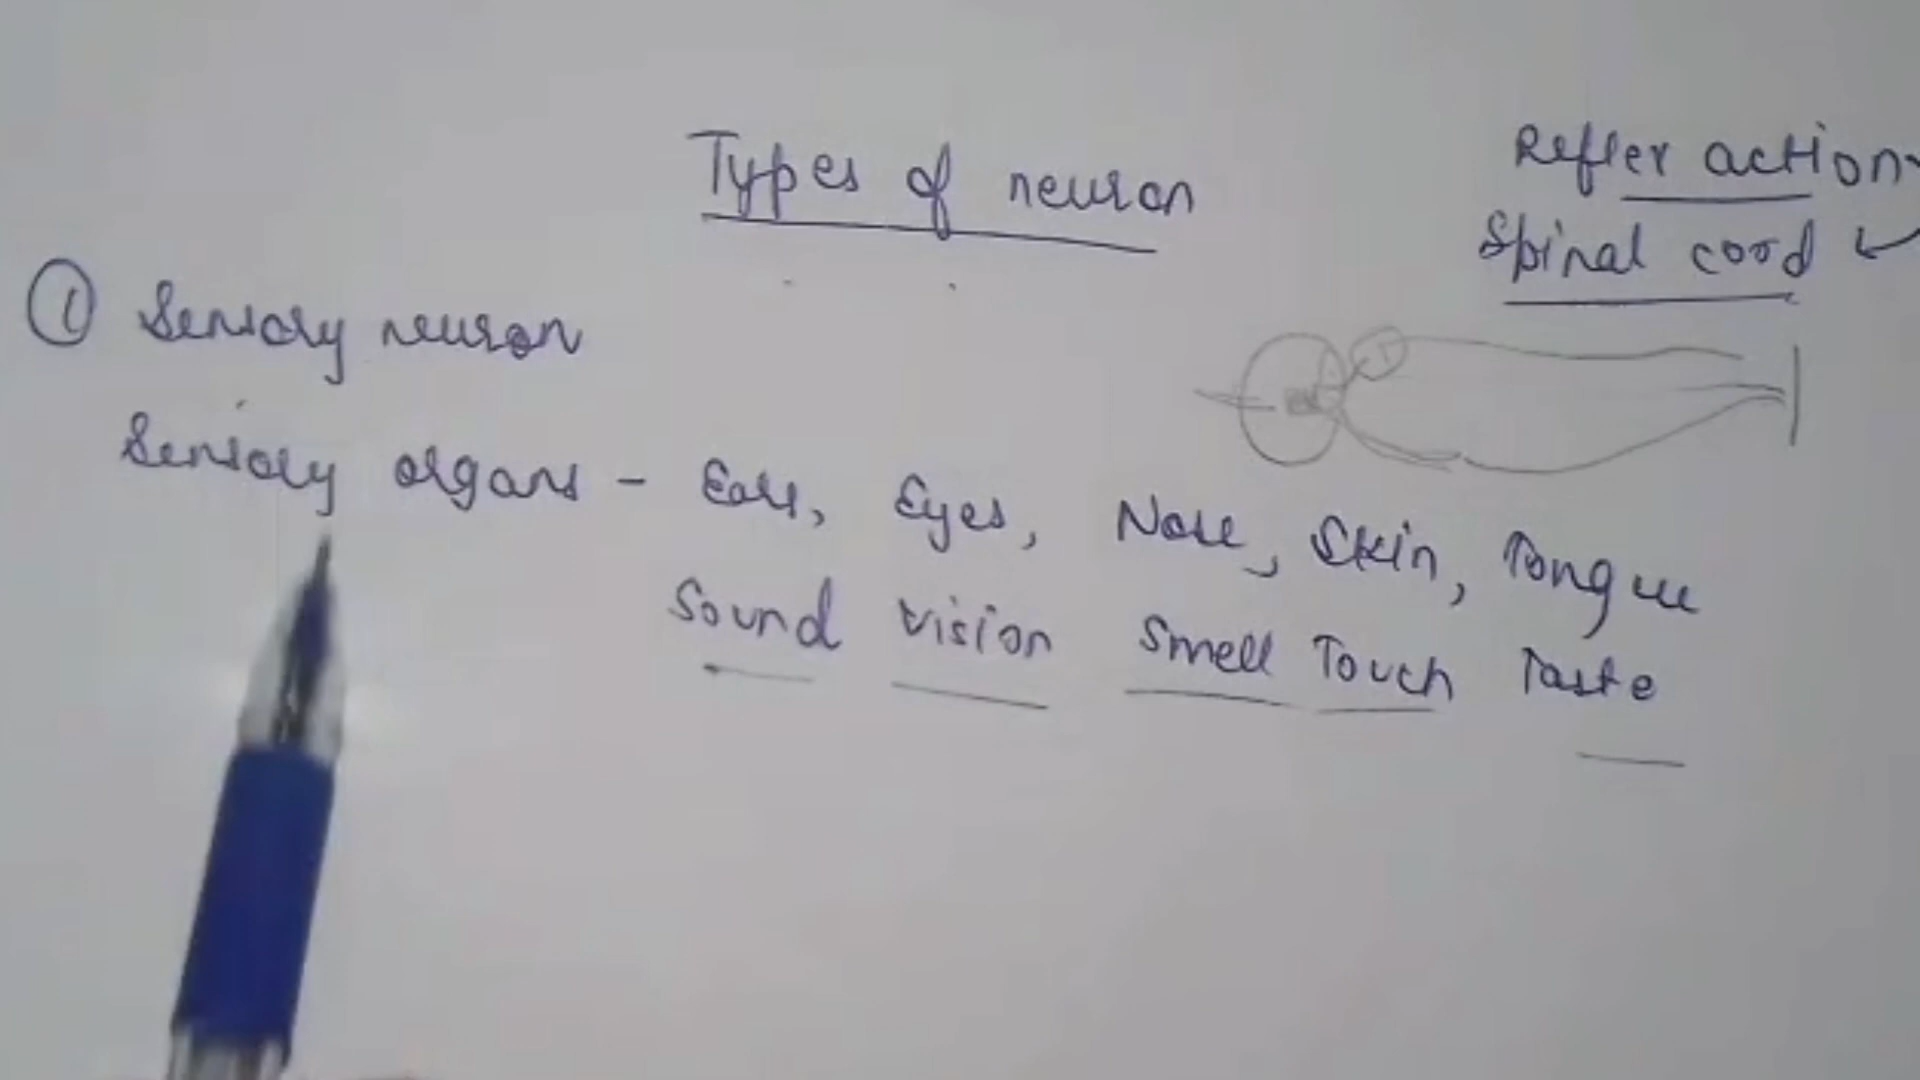 Types of neuron
Reflex action
Spinal cord
① Sensory neuron
Sensory organs - Ears, Eyes, Nose, Skin, Tongue
Sound Vision Smell Touch Taste